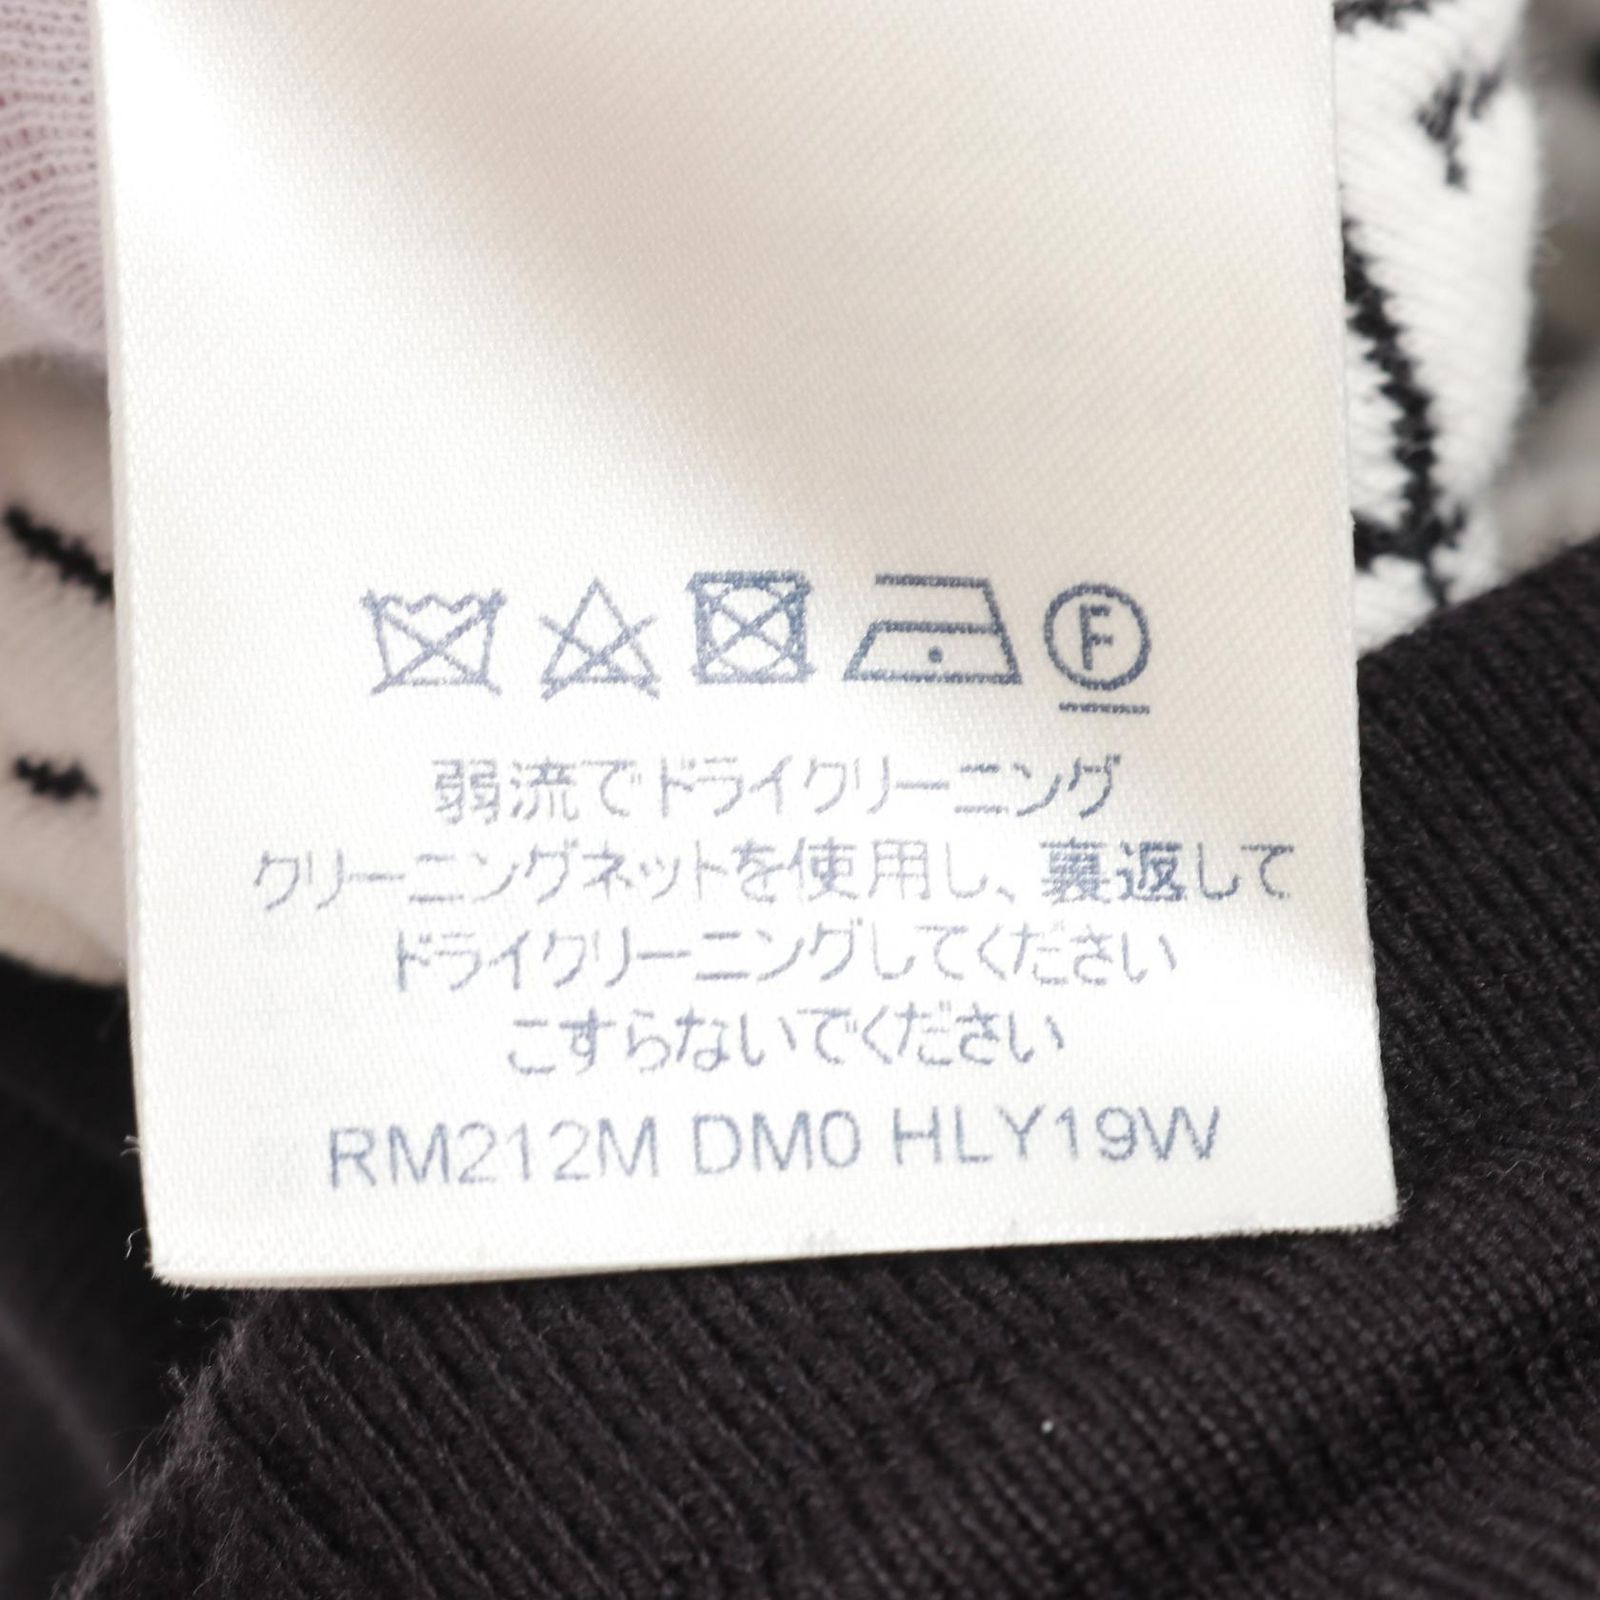 F
弱流でドライクリーニング
クリーニングネットを使用し、裏返して
ドライクリーニングしてください
こすらないでください
RM212M DM0 HLY19W